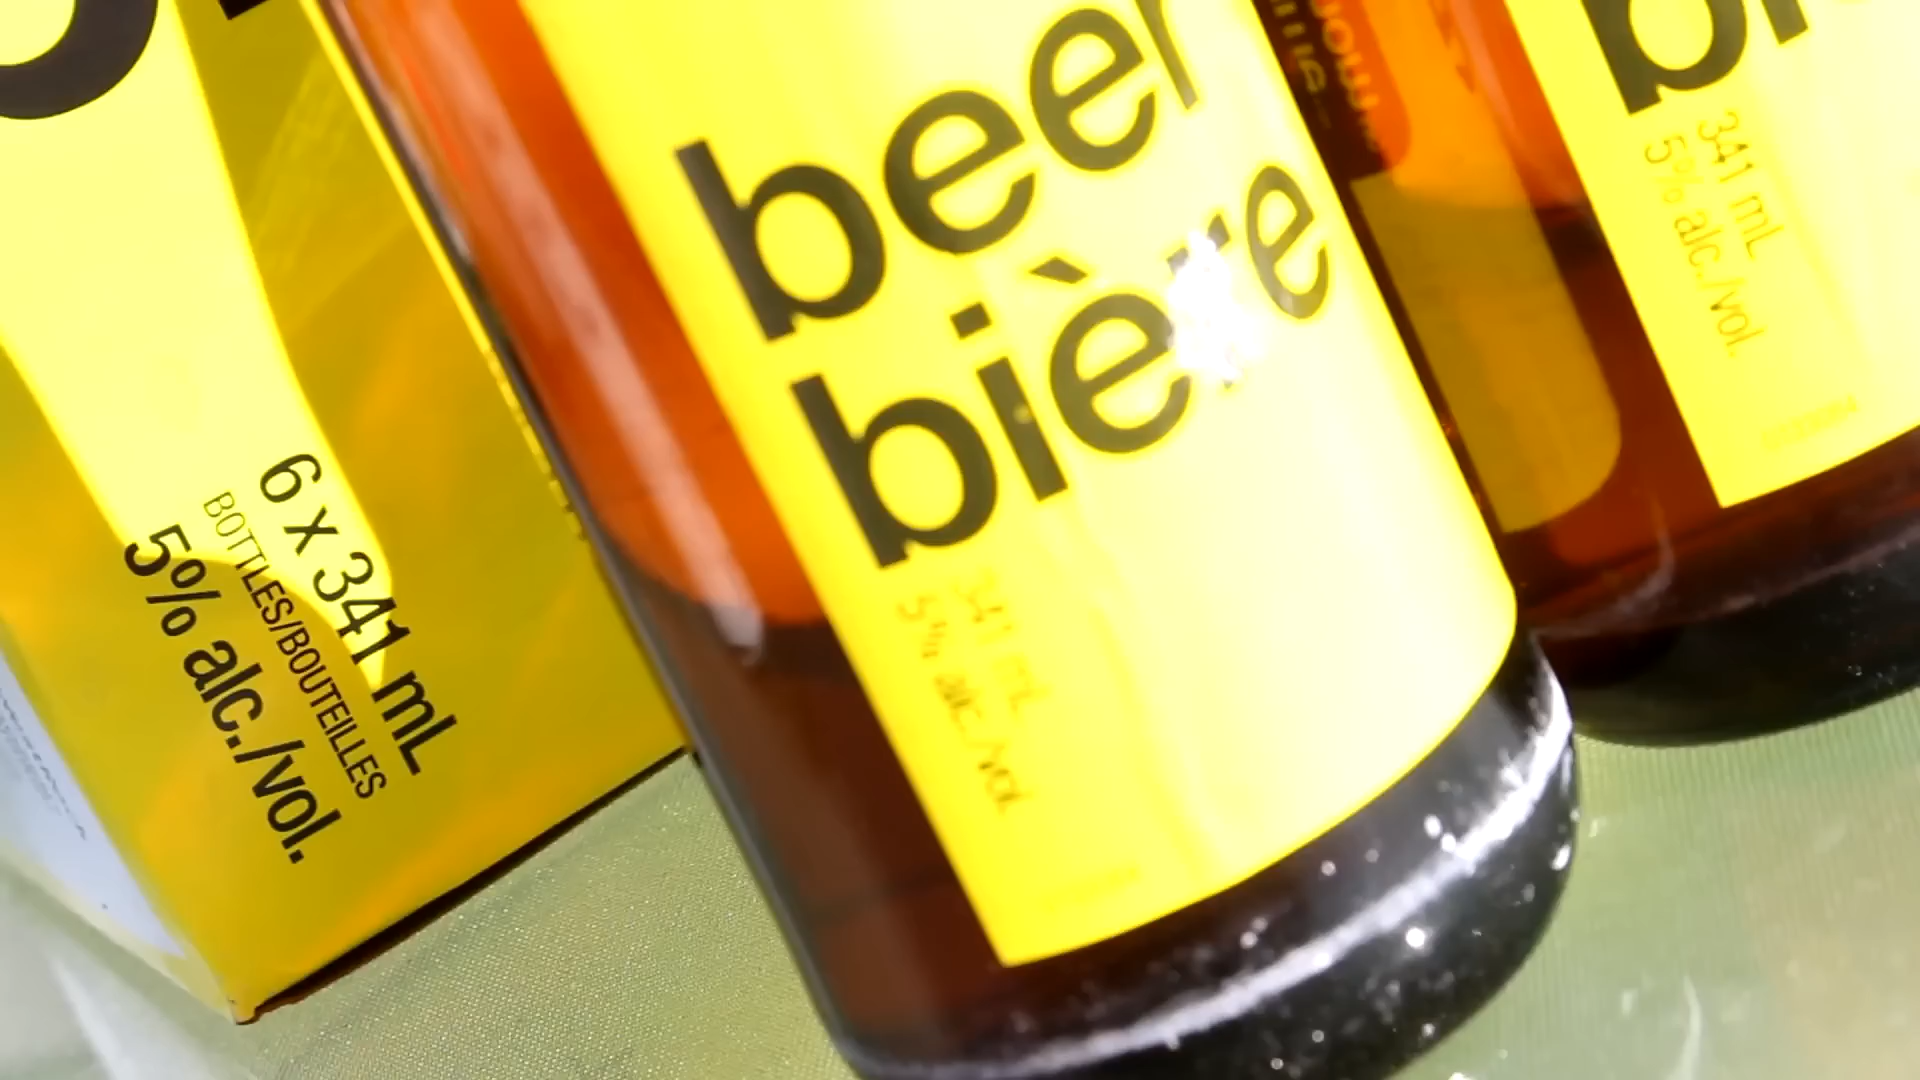 6 x 341 mL
BOTTLES/BOUTEILLES
5% alc./vol.
beer
bière
341 mL
5% alc./vol.
341 mL
5% alc./vol.